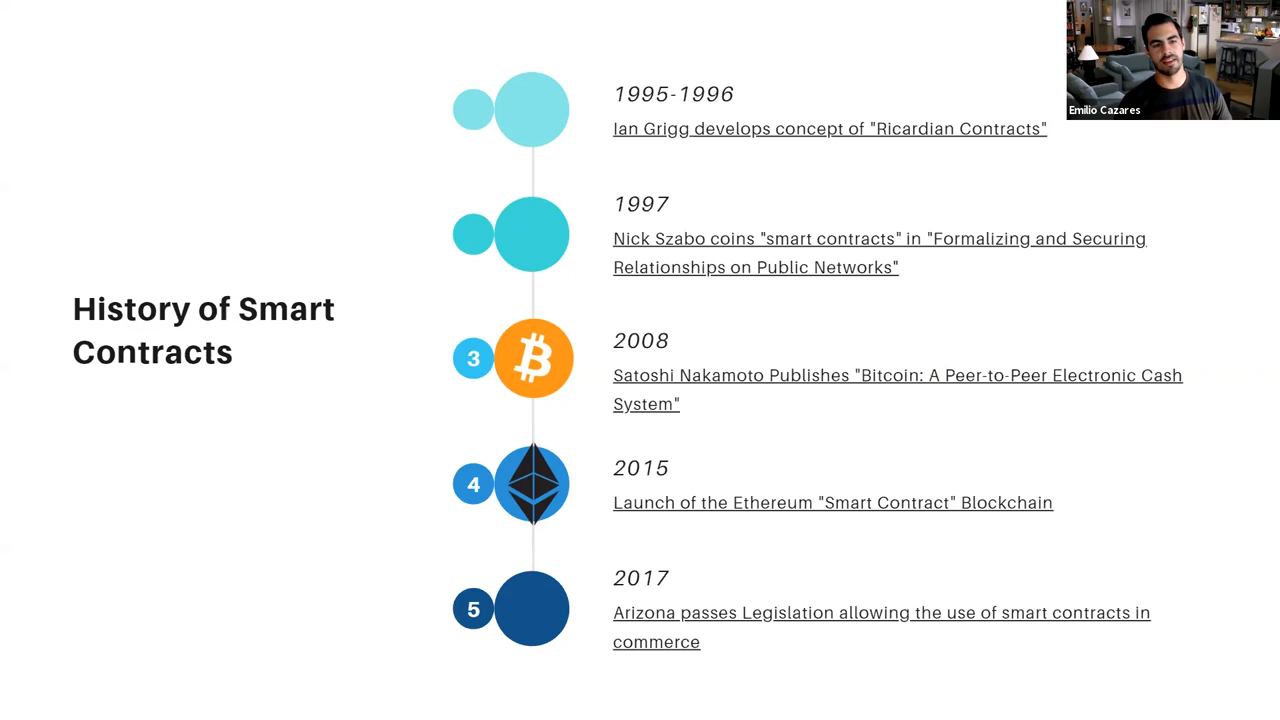 Emilio Cazares
History of Smart
Contracts
1995-1996
Ian Grigg develops concept of "Ricardian Contracts"
1997
Nick Szabo coins "smart contracts" in "Formalizing and Securing
Relationships on Public Networks"
3
2008
Satoshi Nakamoto Publishes "Bitcoin: A Peer-to-Peer Electronic Cash
System"
4
2015
Launch of the Ethereum "Smart Contract" Blockchain
5
2017
Arizona passes Legislation allowing the use of smart contracts in
commerce